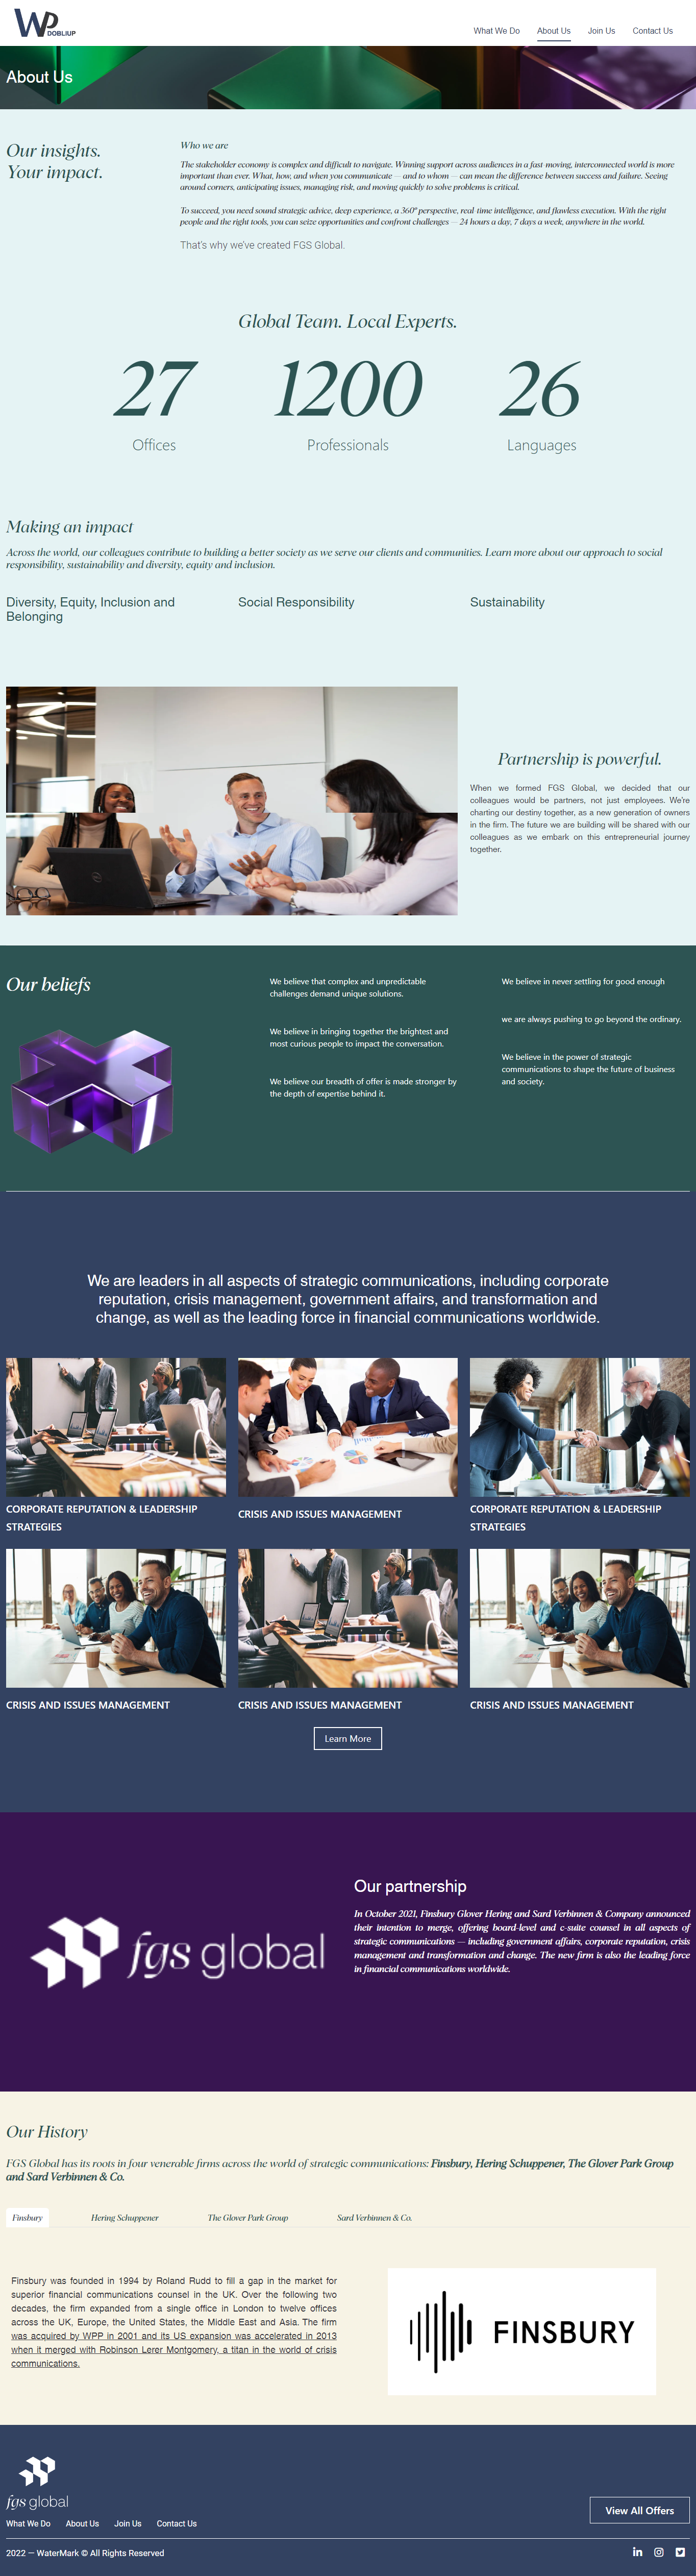 WP
DOBLIUP
What We Do
About Us
Join Us
Contact Us
About Us
Our insights.
Your impact.
Who we are
The stakeholder economy is complex and difficult to navigate. Winning support across audiences in a fast-moving, interconnected world is more
important than ever. What, how, and when you communicate — and to whom — can mean the difference between success and failure. Seeing
around corners, anticipating issues, managing risk, and moving quickly to solve problems is critical.
To succeed, you need sound strategic advice, deep experience, a 360° perspective, real-time intelligence, and flawless execution. With the right
people and the right tools, you can seize opportunities and confront challenges — 24 hours a day, 7 days a week, anywhere in the world.
That's why we've created FGS Global.
Global Team. Local Experts.
27
1200
26
Offices
Professionals
Languages
Making an impact
Across the world, our colleagues contribute to building a better society as we serve our clients and communities. Learn more about our approach to social
responsibility, sustainability and diversity, equity and inclusion.
Diversity, Equity, Inclusion and
Belonging
Social Responsibility
Sustainability
Partnership is powerful.
When we formed FGS Global, we decided that our
colleagues would be partners, not just employees. We're
charting our destiny together, as a new generation of owners
in the firm. The future we are building will be shared with our
colleagues as we embark on this entrepreneurial journey
together.
Our beliefs
We believe that complex and unpredictable
challenges demand unique solutions.
We believe in bringing together the brightest and
most curious people to impact the conversation.
We believe our breadth of offer is made stronger by
the depth of expertise behind it.
We believe in never settling for good enough
we are always pushing to go beyond the ordinary.
We believe in the power of strategic
communications to shape the future of business
and society.
We are leaders in all aspects of strategic communications, including corporate
reputation, crisis management, government affairs, and transformation and
change, as well as the leading force in financial communications worldwide.
CORPORATE REPUTATION & LEADERSHIP
STRATEGIES
CRISIS AND ISSUES MANAGEMENT
CORPORATE REPUTATION & LEADERSHIP
STRATEGIES
CRISIS AND ISSUES MANAGEMENT
CRISIS AND ISSUES MANAGEMENT
CRISIS AND ISSUES MANAGEMENT
Learn More
fgs global
Our partnership
In October 2021, Finsbury Glover Hering and Sard Verbinnen & Company announced
their intention to merge, offering board-level and c-suite counsel in all aspects of
strategic communications — including government affairs, corporate reputation, crisis
management and transformation and change. The new firm is also the leading force
in financial communications worldwide.
Our History
FGS Global has its roots in four venerable firms across the world of strategic communications: Finsbury, Hering Schuppener, The Glover Park Group
and Sard Verbinnen & Co.
Finsbury
Hering Schuppener
The Glover Park Group
Sard Verbinnen & Co.
Finsbury was founded in 1994 by Roland Rudd to fill a gap in the market for
superior financial communications counsel in the UK. Over the following two
decades, the firm expanded from a single office in London to twelve offices
across the UK, Europe, the United States, the Middle East and Asia. The firm
was acquired by WPP in 2001 and its US expansion was accelerated in 2013
when it merged with Robinson Lerer Montgomery, a titan in the world of crisis
communications.
FINSBURY
fgs global
What We Do
About Us
Join Us
Contact Us
View All Offers
2022 — WaterMark © All Rights Reserved